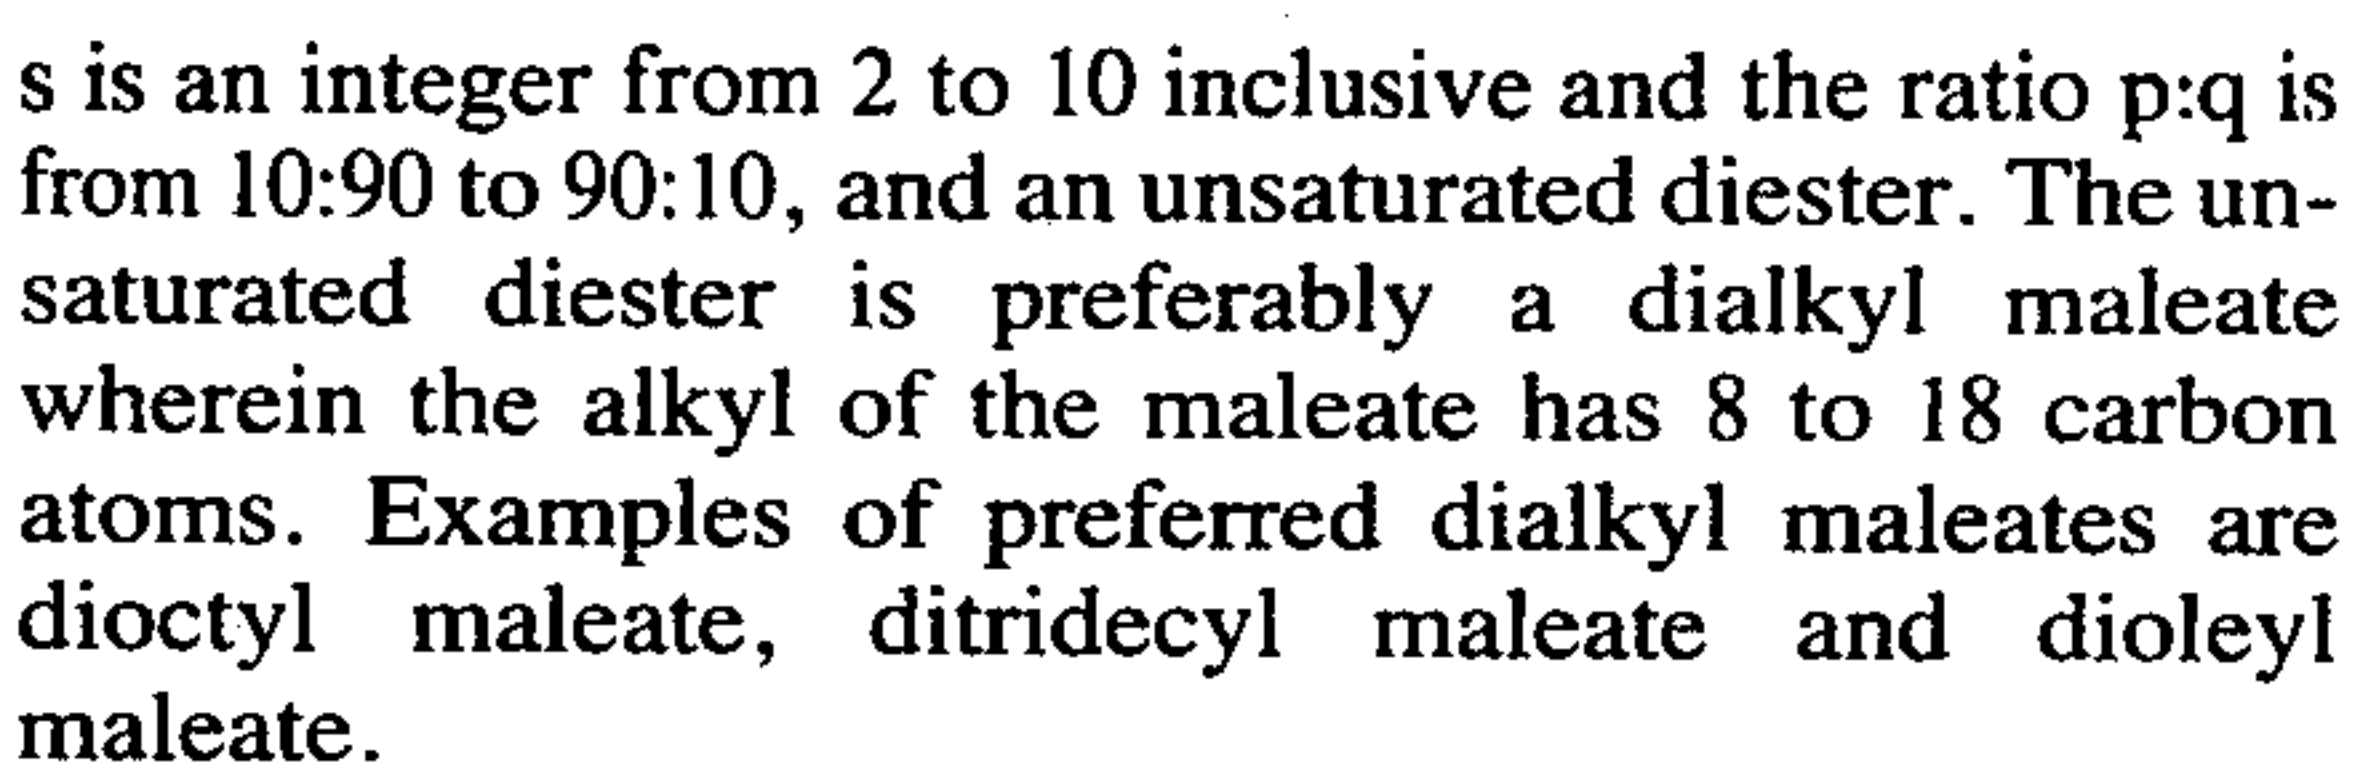 s is an integer from 2 to 10 inclusive and the ratio p:q is
from 10:90 to 90:10, and an unsaturated diester. The un-
saturated diester is preferably a dialkyl maleate
wherein the alkyl of the maleate has 8 to 18 carbon
atoms. Examples of preferred dialkyl maleates are
dioctyl maleate, ditridecyl maleate and dioleyl
maleate.